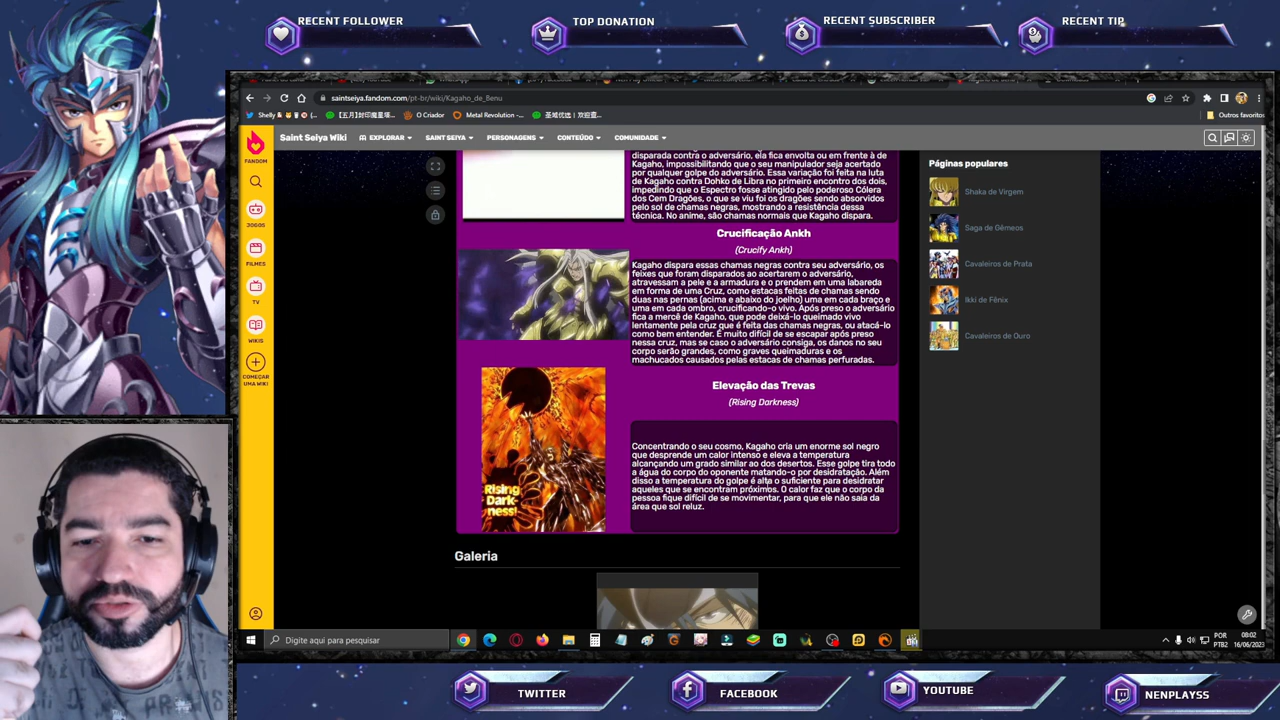 RECENT FOLLOWER
TOP DONATION
RECENT SUBSCRIBER
RECENT TIP
saintseiya.fandom.com/pt-br/wiki/Kagaho_de_Benu
O Criador
Metal Revolution -...
Outros favoritos
FANDOM
JOGOS
FILMES
TV
WIKIS
COMEÇAR
UMA WIKI
Saint Seiya Wiki
EXPLORAR
SAINT SEIYA
PERSONAGENS
CONTEÚDO
COMUNIDADE
disparada contra o adversário, ela fica envolta ou em frente à de
Kagaho, impossibilitando que o seu manipulador seja acertado
por qualquer golpe do adversário. Essa variação foi feita na luta
de Kagaho contra Dohko de Libra no primeiro encontro dos dois,
impedindo que o Espectro fosse atingido pelo poderoso Cólera
dos Cem Dragões, o que se viu foi os dragões sendo absorvidos
pelo sol de chamas negras, mostrando a resistência dessa
técnica. No anime, são chamas normais que Kagaho dispara.
Crucificação Ankh
(Crucify Ankh)
Kagaho dispara essas chamas negras contra seu adversário, os
feixes que foram disparados ao acertarem o adversário,
atravessam a pele e a armadura e o prendem em uma labareda
em forma de uma Cruz, como estacas feitas de chamas sendo
duas nas pernas (acima e abaixo do joelho) uma em cada braço e
uma em cada ombro, crucificando-o vivo. Após preso o adversário
fica a mercê de Kagaho, que pode deixá-lo queimado vivo
lentamente pela cruz que é feita das chamas negras, ou atacá-lo
como bem entender. É muito difícil de se escapar após preso
nessa cruz, mas se caso o adversário consiga, os danos no seu
corpo serão grandes, como graves queimaduras e os
machucados causados pelas estacas de chamas perfuradas.
Rising
Dark-
ness!
Elevação das Trevas
(Rising Darkness)
Concentrando o seu cosmo, Kagaho cria um enorme sol negro
que desprende um calor intenso e eleva a temperatura
alcançando um grado similar ao dos desertos. Esse golpe tira todo
a água do corpo do oponente matando-o por desidratação. Além
disso a temperatura do golpe é alta o suficiente para desidratar
aqueles que se encontram próximos. O calor faz que o corpo da
pessoa fique difícil de se movimentar, para que ele não saia da
área que sol reluz.
Galeria
Páginas populares
Shaka de Virgem
Saga de Gêmeos
Cavaleiros de Prata
Ikki de Fênix
Cavaleiros de Ouro
Digite aqui para pesquisar
POR
PTB2
08:02
16/06/2023
TWITTER
FACEBOOK
YOUTUBE
NENPLAYSS